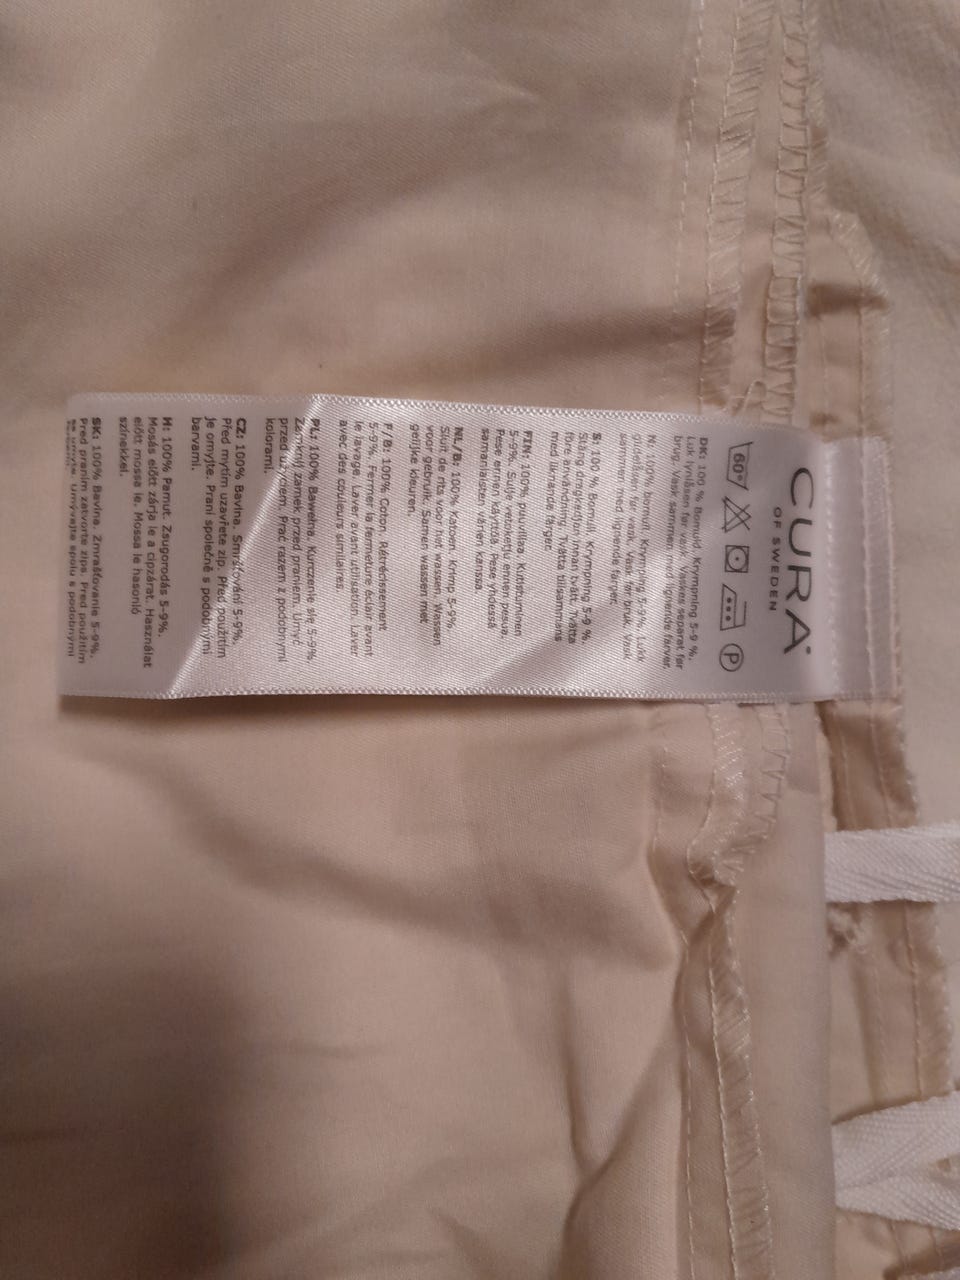 CURA
OF SWEDEN
60°
P
DK: 100 % Bomuld. Krympning 5-9 %.
Luk lynlåsen før vask. Vaskes separat før
brug. Vask sammen med lignende farver.
N: 100% bomull. Krympning 5-9%. Lukk
glidelåsen før vask. Vask før bruk. Vask
sammen med lignende farger.
S: 100 % Bomull. Krympning 5-9 %.
Stäng dragkedjan innan tvätt. Tvätta
före användning. Tvätta tillsammans
med liknande färger.
FIN: 100% puuvillaa. Kutistuminen
5-9%. Sulje vetoketju ennen pesua.
Pese ennen käyttöä. Pese yhdessä
samanlaisten värien kanssa.
NL/B: 100% Katoen. Krimp 5-9%.
Sluit de rits voor het wassen. Wassen
voor gebruik. Samen wassen met
gelijke kleuren.
F/B: 100% Coton. Rétrécissement
5-9%. Fermer la fermeture éclair avant
le lavage. Laver avant utilisation. Laver
avec des couleurs similaires.
PL: 100% Bawełna. Kurczenie się 5-9%.
Zamknij zamek przed praniem. Umyć
przed użyciem. Prać razem z podobnymi
kolorami.
CZ: 100% Bavlna. Smršťování 5-9%.
Před mytím uzavřete zip. Před použitím
je omyjte. Praní společně s podobnými
barvami.
H: 100% Pamut. Zsugorodás 5-9%.
Mosás előtt zárja le a cipzárat. Használat
előtt mossa le. Mossa le hasonló
színekkel.
SK: 100% Bavlna. Zmrašťovanie 5-9%.
Pred praním zatvorte zips. Pred použitím
umyte. Umývajte spolu s podobnými